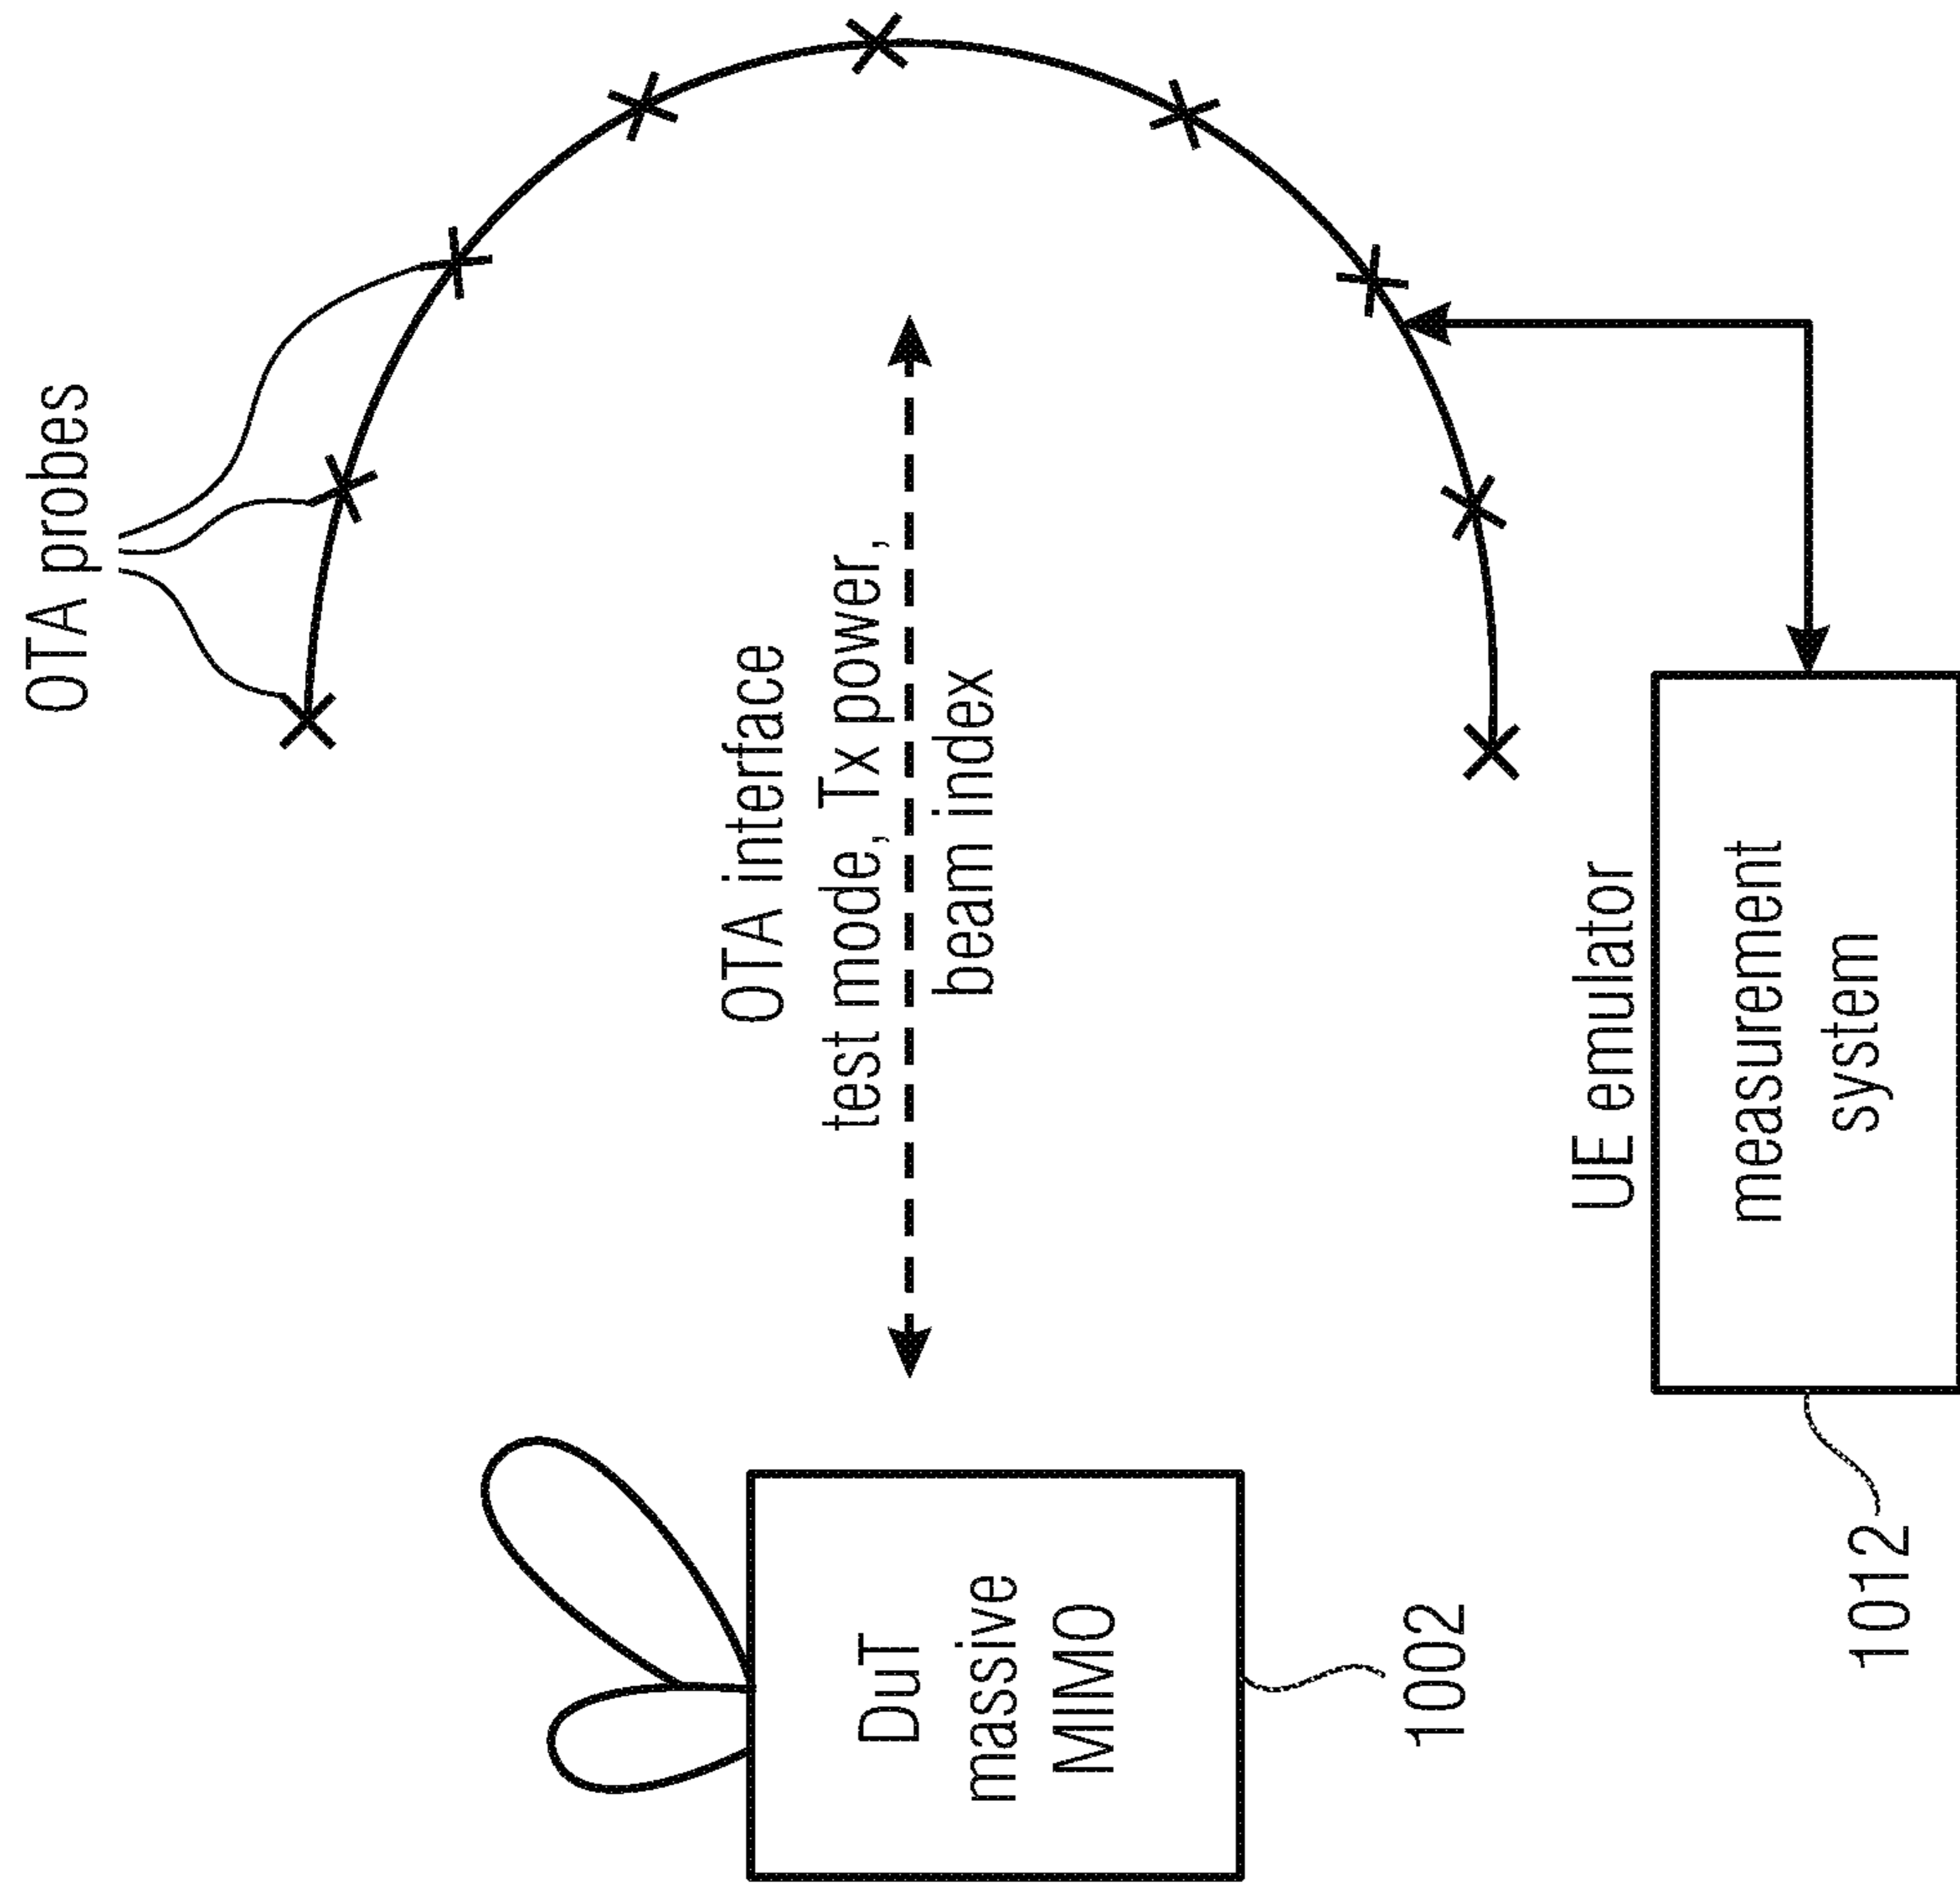 OTA probes
OTA interface
test mode, Tx power,
beam index
DuT
massive
MIMO
1002
UE emulator
measurement
system
1012